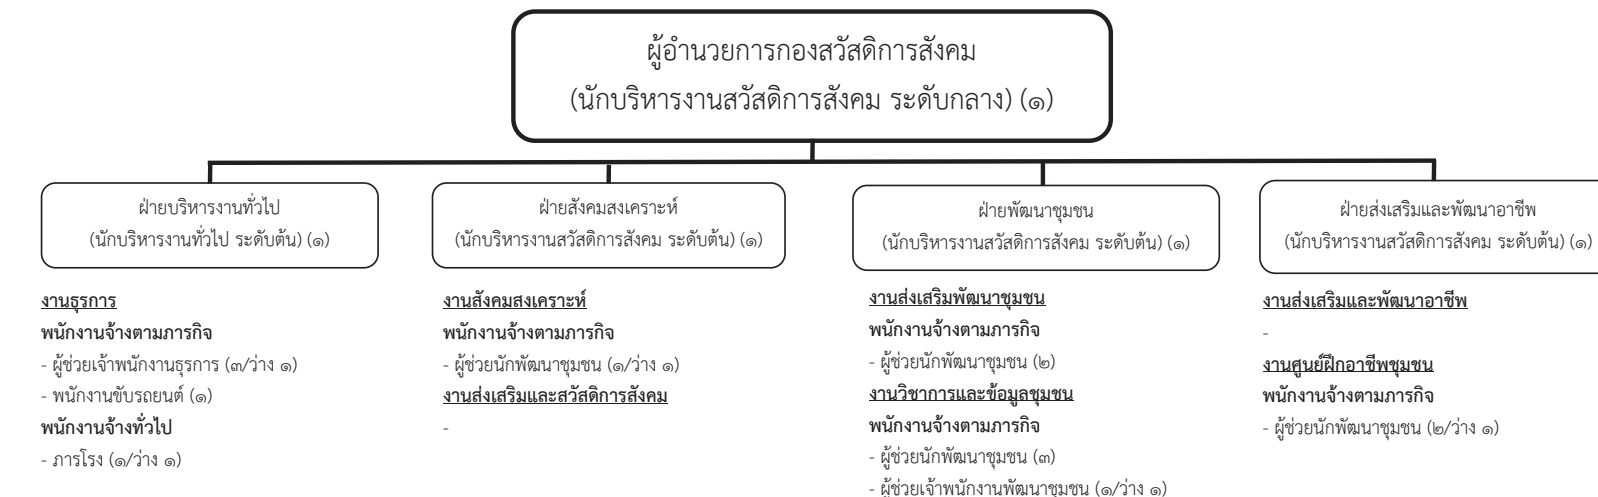 ผู้อำนวยการกองสวัสดิการสังคม
(นักบริหารงานสวัสดิการสังคม ระดับกลาง) (๑)
ฝ่ายบริหารงานทั่วไป
(นักบริหารงานทั่วไป ระดับต้น) (๑)
งานธุรการ
พนักงานจ้างตามภารกิจ
- ผู้ช่วยเจ้าพนักงานธุรการ (๓/ว่าง ๑)
- พนักงานขับรถยนต์ (๑)
พนักงานจ้างทั่วไป
- ภารโรง (๑/ว่าง ๑)
ฝ่ายสังคมสงเคราะห์
(นักบริหารงานสวัสดิการสังคม ระดับต้น) (๑)
งานสังคมสงเคราะห์
พนักงานจ้างตามภารกิจ
- ผู้ช่วยนักพัฒนาชุมชน (๑/ว่าง ๑)
งานส่งเสริมและสวัสดิการสังคม
-
ฝ่ายพัฒนาชุมชน
(นักบริหารงานสวัสดิการสังคม ระดับต้น) (๑)
งานส่งเสริมพัฒนาชุมชน
พนักงานจ้างตามภารกิจ
- ผู้ช่วยนักพัฒนาชุมชน (๒)
งานวิชาการและข้อมูลชุมชน
พนักงานจ้างตามภารกิจ
- ผู้ช่วยนักพัฒนาชุมชน (๓)
- ผู้ช่วยเจ้าพนักงานพัฒนาชุมชน (๑/ว่าง ๑)
ฝ่ายส่งเสริมและพัฒนาอาชีพ
(นักบริหารงานสวัสดิการสังคม ระดับต้น) (๑)
งานส่งเสริมและพัฒนาอาชีพ
-
งานศูนย์ฝึกอาชีพชุมชน
พนักงานจ้างตามภารกิจ
- ผู้ช่วยนักพัฒนาชุมชน (๒/ว่าง ๑)